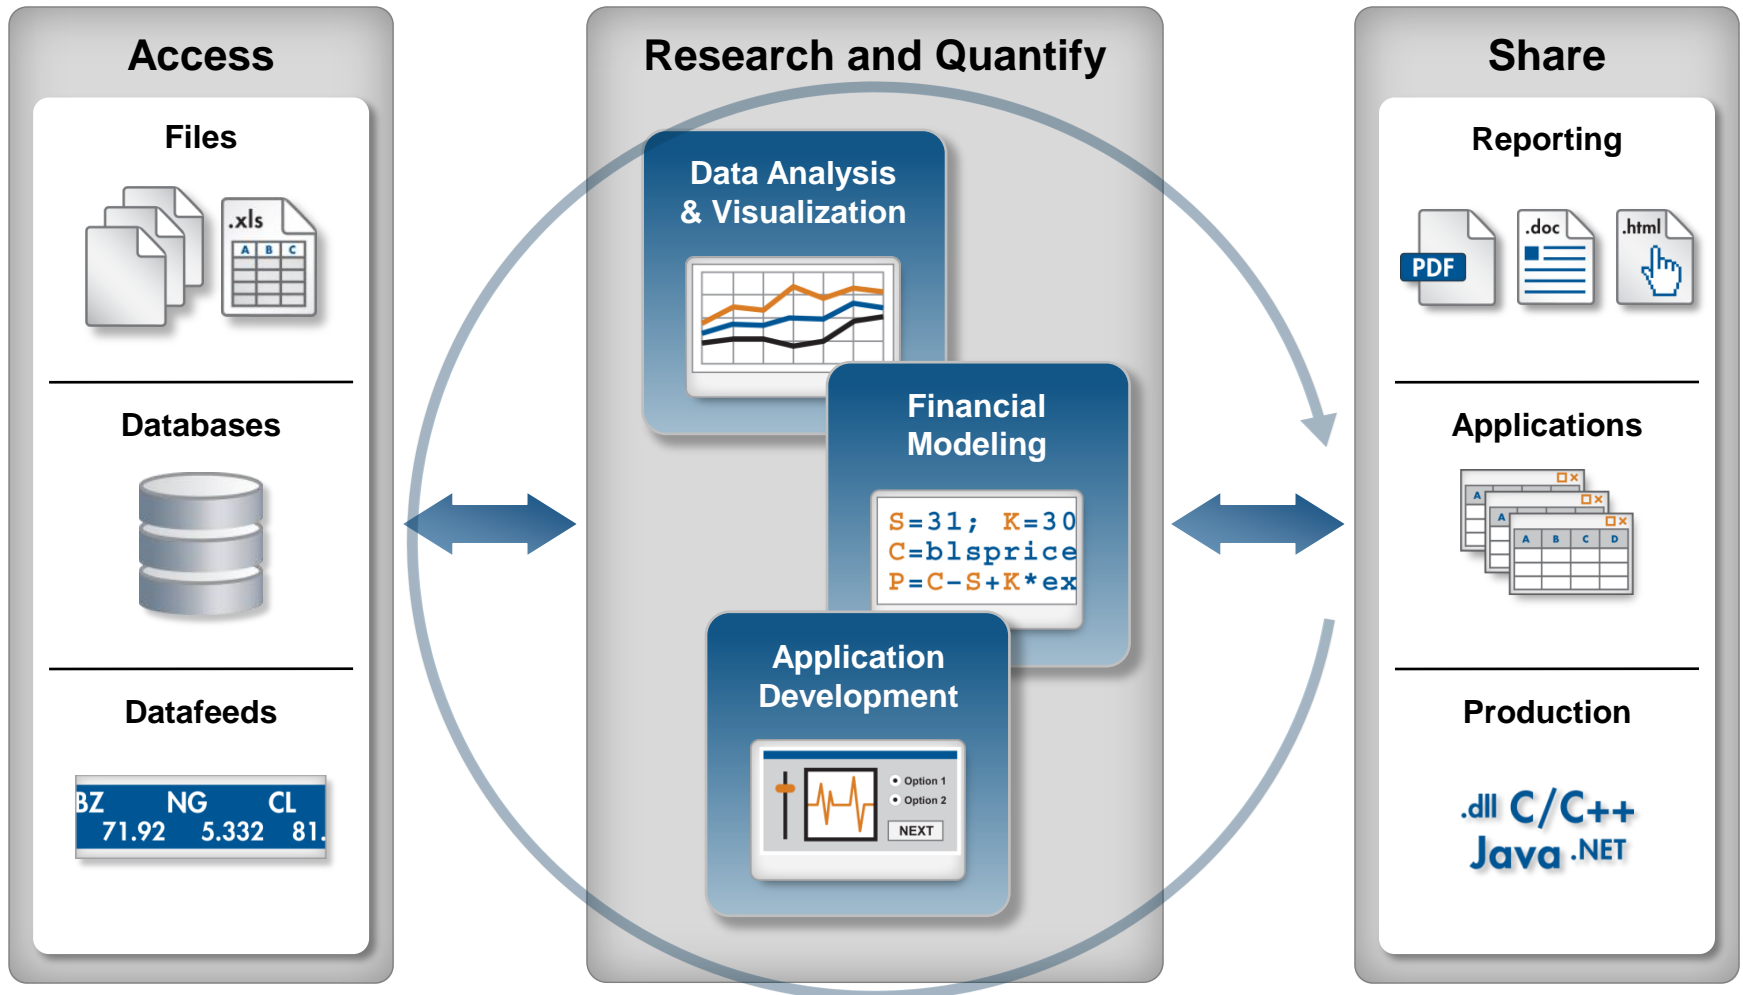 Access
Files
.xls
A B C
Databases
Datafeeds
BZ NG CL
71.92 5.332 81.
Research and Quantify
Data Analysis
& Visualization
Financial
Modeling
S=31; K=30
C=blsprice
P=C-S+K*ex
Application
Development
Option 1
Option 2
NEXT
Share
Reporting
PDF
.doc
.html
Applications
A
A
A B C D
Production
.dll C/C++
Java .NET